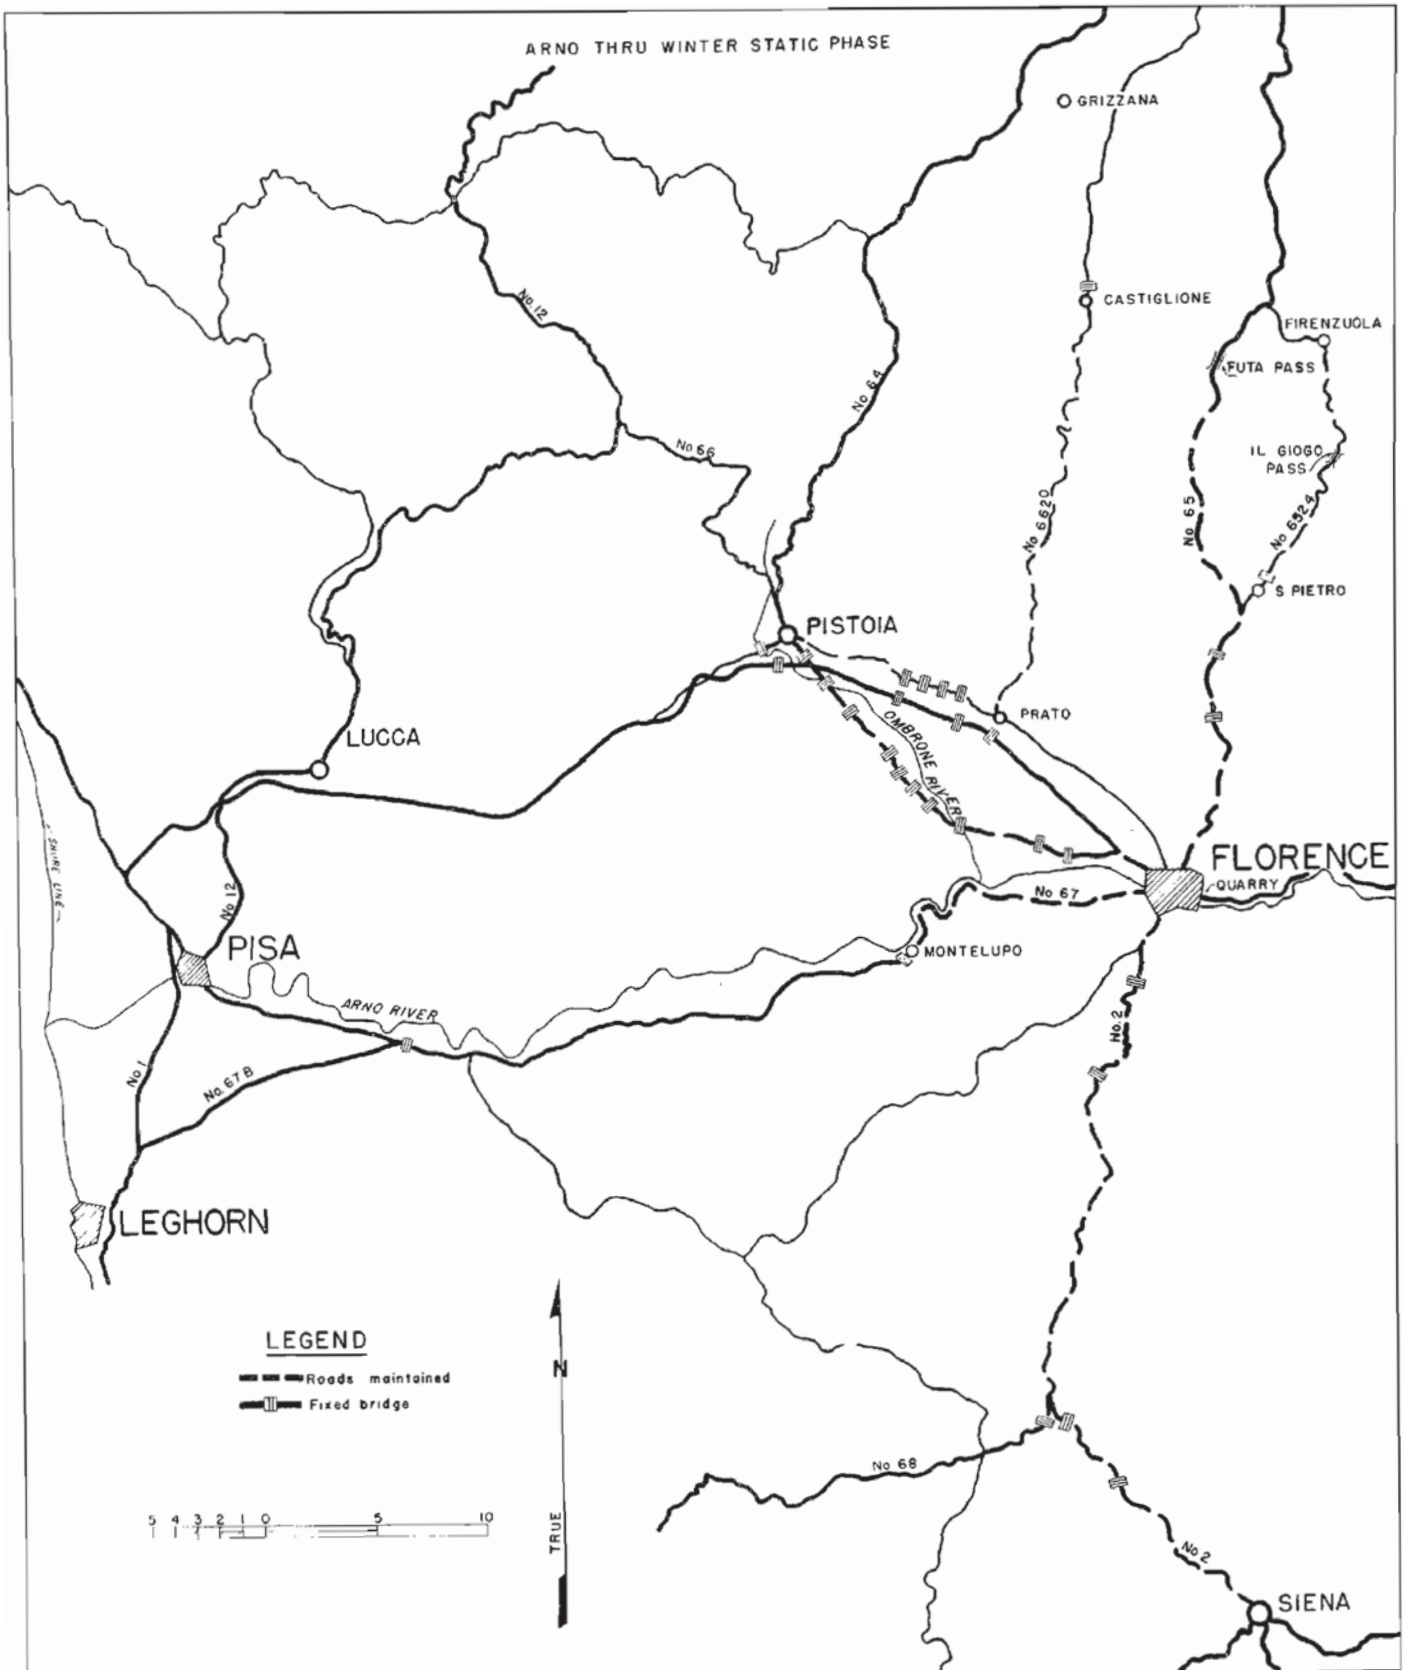 ARNO THRU WINTER STATIC PHASE
GRIZZANA
CASTIGLIONE
No.12
FIRENZUOLA
FUTA PASS
No 64
IL GIOGO
PASS
No 66
No 65
No 6620
No 6524
S PIETRO
PISTOIA
PRATO
OMBRONE RIVER
LUCCA
SHORE LINE
FLORENCE
QUARRY
No 67
No 12
PISA
MONTELUPO
ARNO RIVER
No.2
No 1
No. 67B
LEGHORN
LEGEND
Roads maintained
Fixed bridge
N
TRUE
No 68
5 4 3 2 1 0 5 10
No 2
SIENA